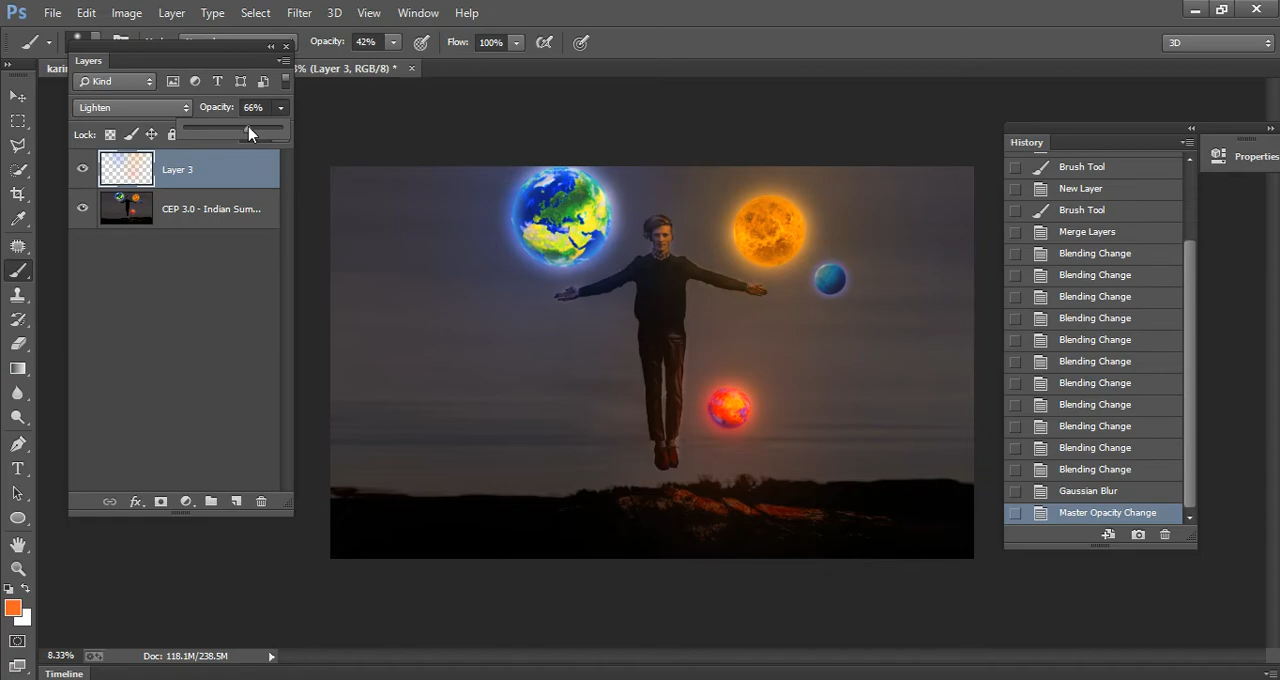 Ps File Edit Image Layer Type Select Filter 3D View Window Help
Opacity: 42% Flow: 100% 3D
Layers
% (Layer 3, RGB/8) * ×
Kind
Lighten Opacity: 66%
Lock:
Layer 3
CEP 3.0 - Indian Sum...
History
Properties
Brush Tool
New Layer
Brush Tool
Merge Layers
Blending Change
Blending Change
Blending Change
Blending Change
Blending Change
Blending Change
Blending Change
Blending Change
Blending Change
Blending Change
Blending Change
Gaussian Blur
Master Opacity Change
8.33% Doc: 118.1M/238.5M
Timeline